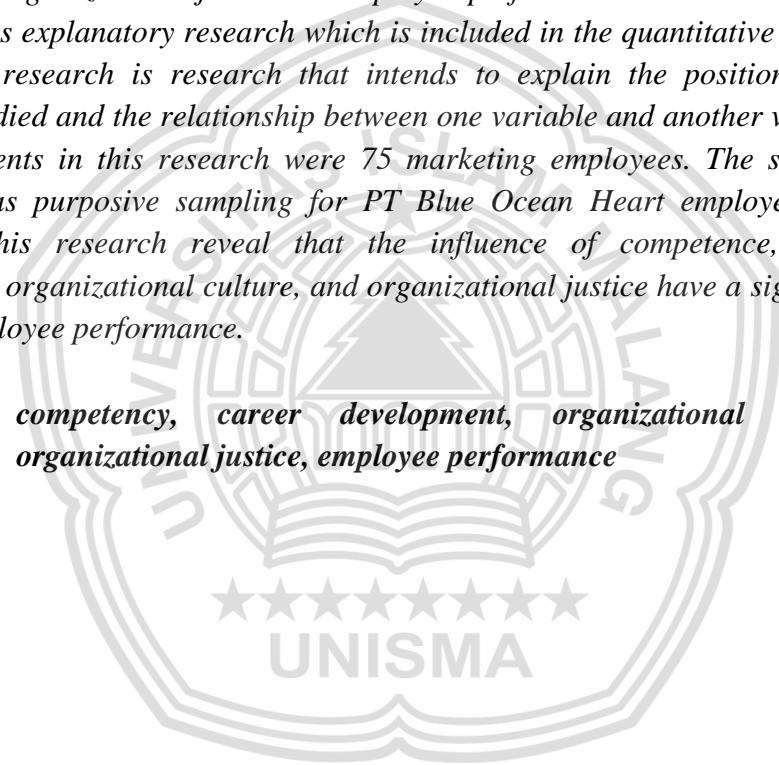 s explanatory research which is included in the quantitative
research is research that intends to explain the position
died and the relationship between one variable and another v
ents in this research were 75 marketing employees. The s
as purposive sampling for PT Blue Ocean Heart employe
his research reveal that the influence of competence,
organizational culture, and organizational justice have a sig
loyee performance.
competency, career development, organizational
organizational justice, employee performance
UNIVERSITAS ISLAM MALANG
UNISMA